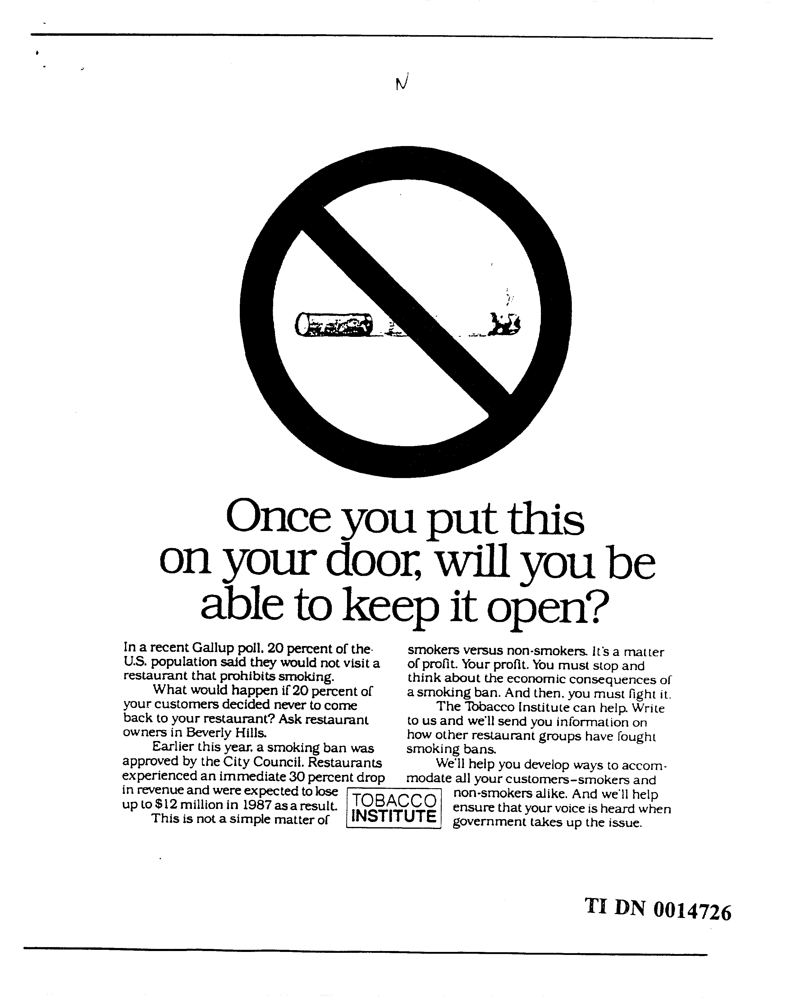 N
Once you put this
on your door, will you be
able to keep it open?
In a recent Gallup poll, 20 percent of the
U.S. population said they would not visit a
restaurant that prohibits smoking.
What would happen if 20 percent of
your customers decided never to come
back to your restaurant? Ask restaurant
owners in Beverly Hills.
Earlier this year, a smoking ban was
approved by the City Council. Restaurants
experienced an immediate 30 percent drop
in revenue and were expected to lose
up to $12 million in 1987 as a result.
This is not a simple matter of
smokers versus non-smokers. It's a matter
of profit. Your profit. You must stop and
think about the economic consequences of
a smoking ban. And then, you must fight it.
The Tobacco Institute can help. Write
to us and we'll send you information on
how other restaurant groups have fought
smoking bans.
We'll help you develop ways to accom-
modate all your customers–smokers and
non-smokers alike. And we'll help
ensure that your voice is heard when
government takes up the issue.
TOBACCO
INSTITUTE
TI DN 0014726